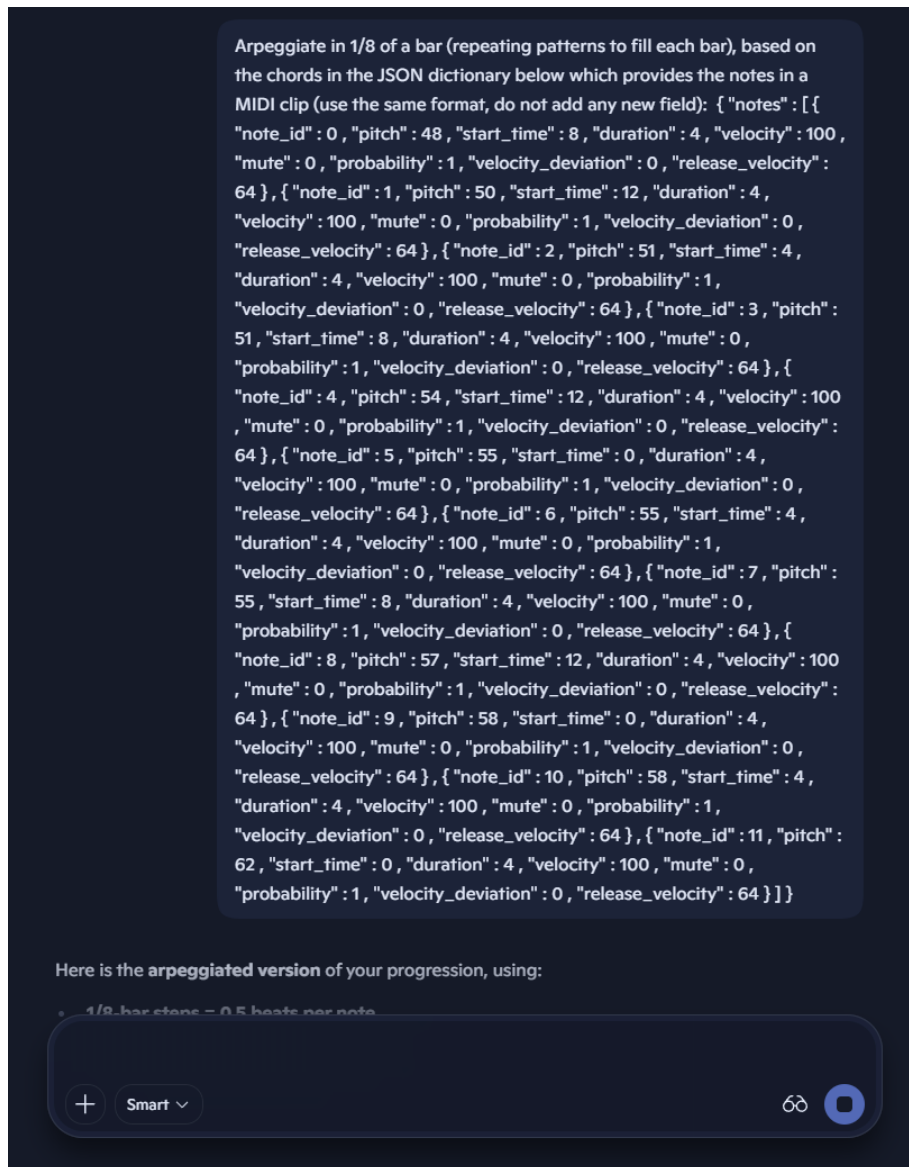 Arpeggiate in 1/8 of a bar (repeating patterns to fill each bar), based
on the chords in the JSON dictionary below which provides the notes in a
MIDI clip (use the same format, do not add any new field): { "notes" : [ {
"note_id" : 0 , "pitch" : 48 , "start_time" : 8 , "duration" : 4 , "velocity" : 100 ,
"mute" : 0 , "probability" : 1 , "velocity_deviation" : 0 , "release_velocity" :
64 } , { "note_id" : 1 , "pitch" : 50 , "start_time" : 12 , "duration" : 4 ,
"velocity" : 100 , "mute" : 0 , "probability" : 1 , "velocity_deviation" : 0 ,
"release_velocity" : 64 } , { "note_id" : 2 , "pitch" : 51 , "start_time" : 4 ,
"duration" : 4 , "velocity" : 100 , "mute" : 0 , "probability" : 1 ,
"velocity_deviation" : 0 , "release_velocity" : 64 } , { "note_id" : 3 , "pitch" :
51 , "start_time" : 8 , "duration" : 4 , "velocity" : 100 , "mute" : 0 ,
"probability" : 1 , "velocity_deviation" : 0 , "release_velocity" : 64 } , {
"note_id" : 4 , "pitch" : 54 , "start_time" : 12 , "duration" : 4 , "velocity" : 100
, "mute" : 0 , "probability" : 1 , "velocity_deviation" : 0 , "release_velocity" :
64 } , { "note_id" : 5 , "pitch" : 55 , "start_time" : 0 , "duration" : 4 ,
"velocity" : 100 , "mute" : 0 , "probability" : 1 , "velocity_deviation" : 0 ,
"release_velocity" : 64 } , { "note_id" : 6 , "pitch" : 55 , "start_time" : 4 ,
"duration" : 4 , "velocity" : 100 , "mute" : 0 , "probability" : 1 ,
"velocity_deviation" : 0 , "release_velocity" : 64 } , { "note_id" : 7 , "pitch" :
55 , "start_time" : 8 , "duration" : 4 , "velocity" : 100 , "mute" : 0 ,
"probability" : 1 , "velocity_deviation" : 0 , "release_velocity" : 64 } , {
"note_id" : 8 , "pitch" : 57 , "start_time" : 12 , "duration" : 4 , "velocity" : 100
, "mute" : 0 , "probability" : 1 , "velocity_deviation" : 0 , "release_velocity" :
64 } , { "note_id" : 9 , "pitch" : 58 , "start_time" : 0 , "duration" : 4 ,
"velocity" : 100 , "mute" : 0 , "probability" : 1 , "velocity_deviation" : 0 ,
"release_velocity" : 64 } , { "note_id" : 10 , "pitch" : 58 , "start_time" : 4 ,
"duration" : 4 , "velocity" : 100 , "mute" : 0 , "probability" : 1 ,
"velocity_deviation" : 0 , "release_velocity" : 64 } , { "note_id" : 11 , "pitch" :
62 , "start_time" : 0 , "duration" : 4 , "velocity" : 100 , "mute" : 0 ,
"probability" : 1 , "velocity_deviation" : 0 , "release_velocity" : 64 } ] }
Here is the arpeggiated version of your progression, using:
• 1/8-bar steps = 0.5 beats per note
Smart